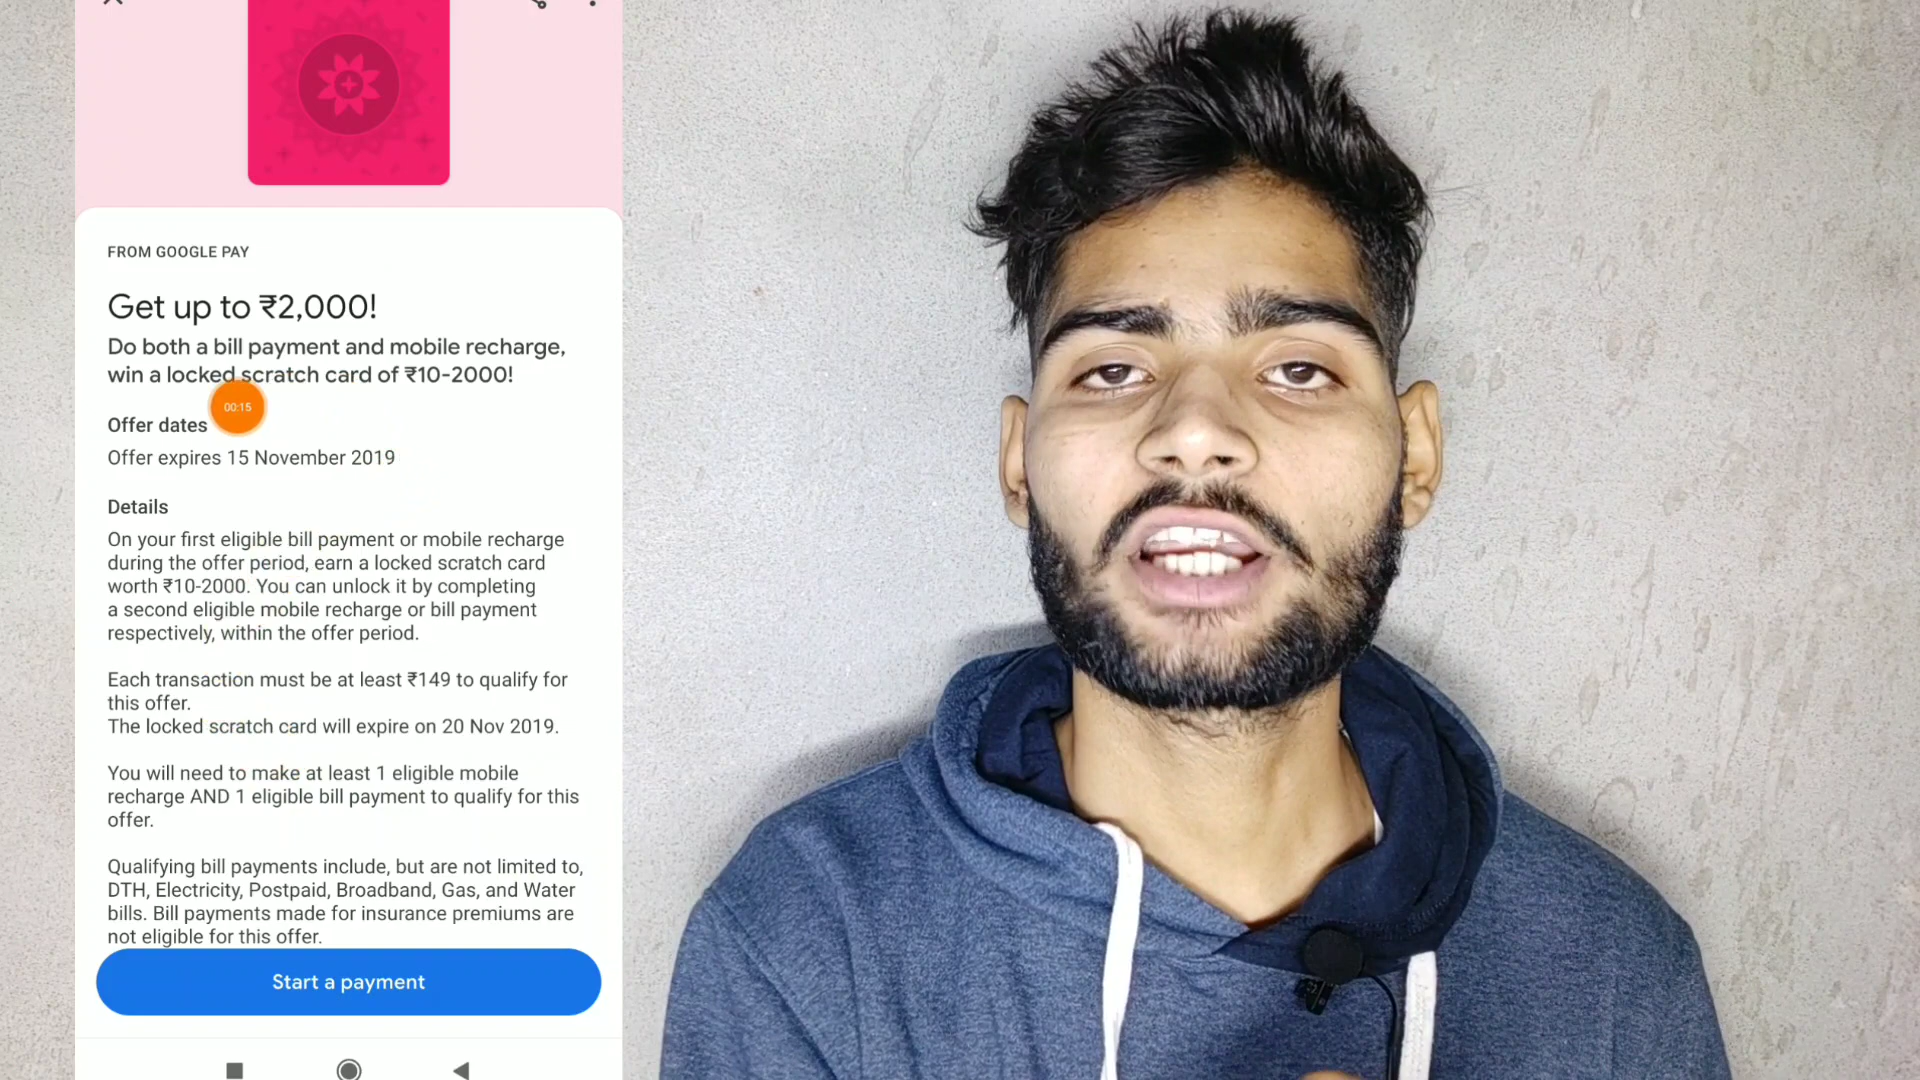 FROM GOOGLE PAY
Get up to ₹2,000!
Do both a bill payment and mobile recharge,
win a locked scratch card of ₹10-2000!
00:15
Offer dates
Offer expires 15 November 2019
Details
On your first eligible bill payment or mobile recharge
during the offer period, earn a locked scratch card
worth ₹10-2000. You can unlock it by completing
a second eligible mobile recharge or bill payment
respectively, within the offer period.
Each transaction must be at least ₹149 to qualify for
this offer.
The locked scratch card will expire on 20 Nov 2019.
You will need to make at least 1 eligible mobile
recharge AND 1 eligible bill payment to qualify for this
offer.
Qualifying bill payments include, but are not limited to,
DTH, Electricity, Postpaid, Broadband, Gas, and Water
bills. Bill payments made for insurance premiums are
not eligible for this offer.
Start a payment